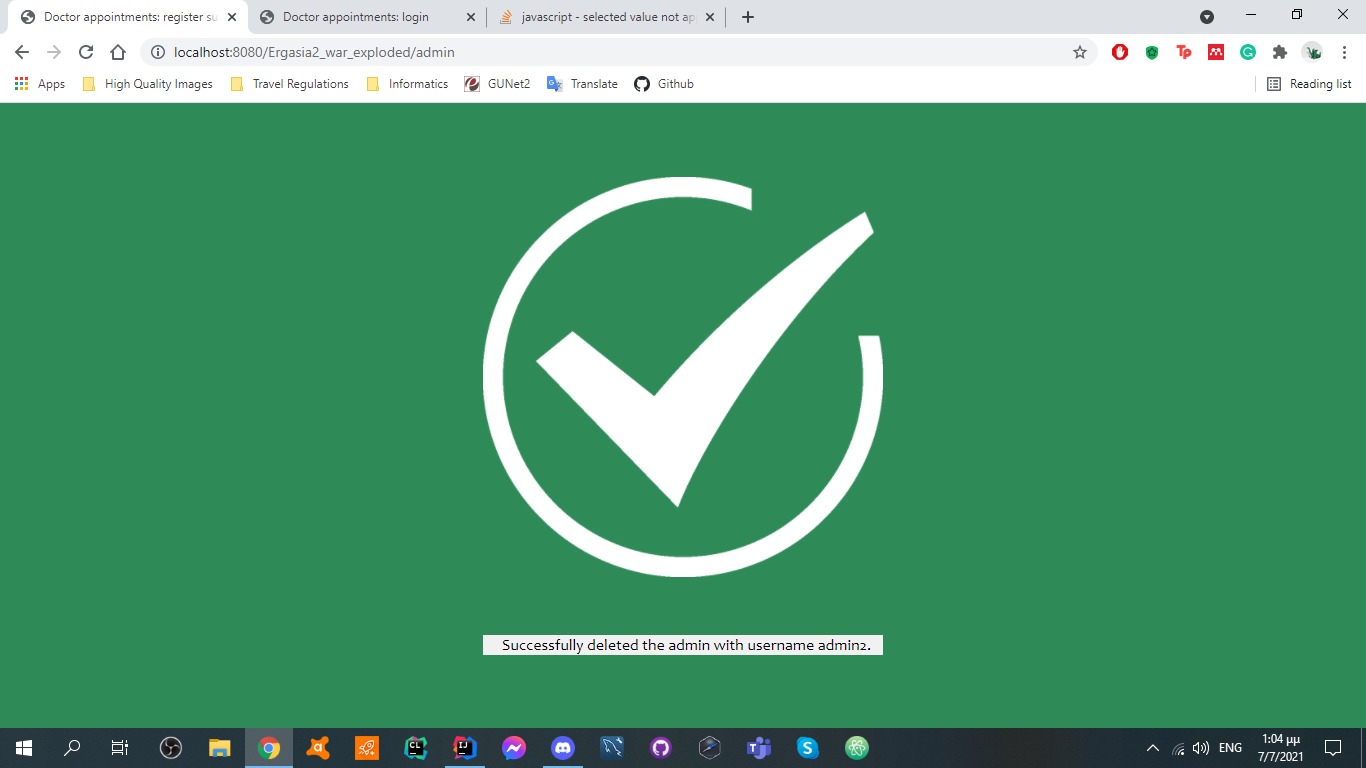 Doctor appointments: register su
Doctor appointments: login
javascript - selected value not ap
localhost:8080/Ergasia2_war_exploded/admin
Apps
High Quality Images
Travel Regulations
Informatics
GUNet2
Translate
Github
Reading list
Successfully deleted the admin with username admin2.
ENG
1:04 μμ
7/7/2021